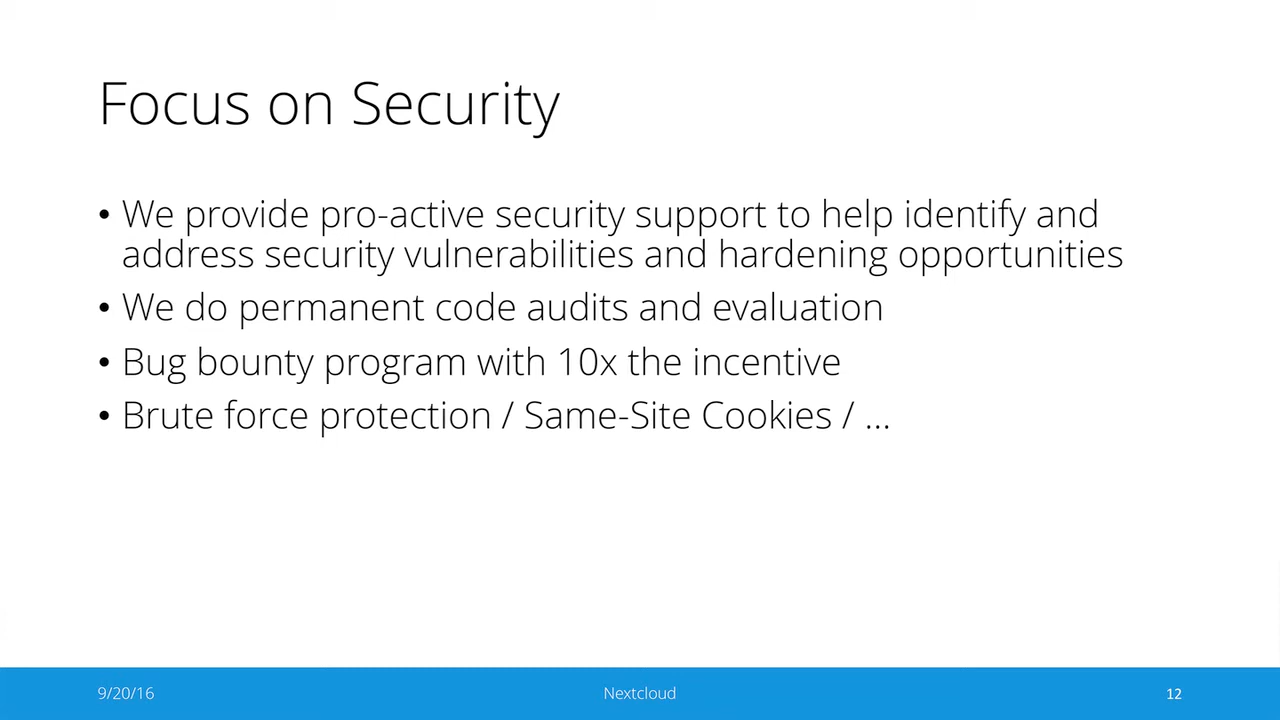 Focus on Security
• We provide pro-active security support to help identify and
address security vulnerabilities and hardening opportunities
• We do permanent code audits and evaluation
• Bug bounty program with 10x the incentive
• Brute force protection / Same-Site Cookies / ...
9/20/16
Nextcloud
12